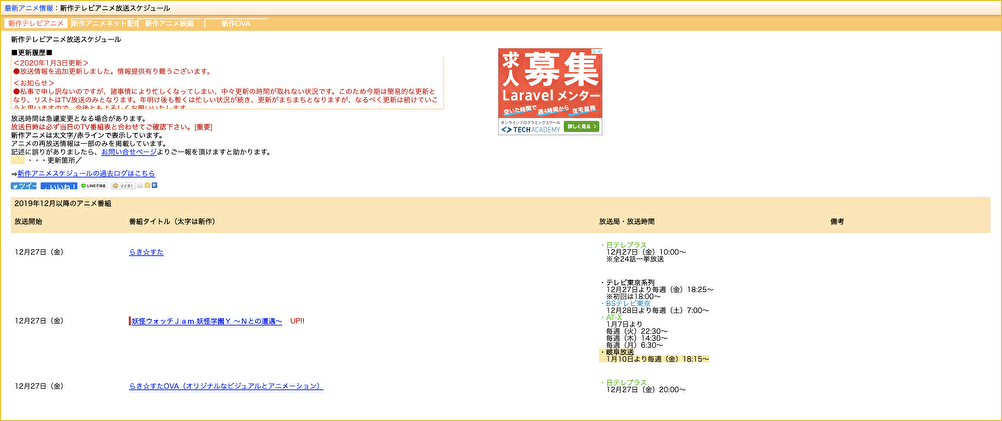 最新アニメ情報：新作テレビアニメ放送スケジュール
新作テレビアニメ 新作アニメネット配信 新作アニメ映画 新作OVA
新作テレビアニメ放送スケジュール
■更新履歴■
＜2020年1月3日更新＞
●放送情報を追加更新しました。情報提供有り難うございます。
＜お知らせ＞
●私事で申し訳ないのですが、諸事情により忙しくなってしまい、中々更新の時間が取れない状況です。このため今期は簡易的な更新と
なり、リストはTV放送のみとなります。年明け後も暫くは忙しい状況が続き、更新がまちまちとなりますが、なるべく更新は続けていこ
うと思いますので、今後ともよろしくお願いいたします。
求人募集
Laravel メンター
空いた時間で 週4時間から 在宅業務
オンラインプログラミングスクール
TECHACADEMY
詳しく見る
放送時間は急遽変更となる場合があります。
放送日時は必ず当日のTV番組表と合わせてご確認下さい。[重要]
新作アニメは太文字/赤ラインで表示しています。
アニメの再放送情報は一部のみを掲載しています。
記述に誤りがありましたら、お問い合せページよりご一報を頂けますと助かります。
・・・更新箇所／
⇒新作アニメスケジュールの過去ログはこちら
ツイー
いいね！
LINEで送る
イイネ！
2019年12月以降のアニメ番組
放送開始 番組タイトル（太字は新作） 放送局・放送時間 備考
12月27日（金） らき☆すた
・日テレプラス
12月27日（金）10:00～
※全24話一挙放送
12月27日（金） 妖怪ウォッチＪａｍ 妖怪学園Ｙ ～Ｎとの遭遇～ UP!!
・テレビ東京系列
12月27日より毎週（金）18:25～
※初回は18:00～
・BSテレビ東京
12月28日より毎週（土）7:00～
・AT-X
1月7日より
毎週（火）22:30～
毎週（木）14:30～
毎週（月）6:30～
・岐阜放送
1月10日より毎週（金）18:15～
12月27日（金） らき☆すたOVA（オリジナルなビジュアルとアニメーション）
・日テレプラス
12月27日（金）20:00～